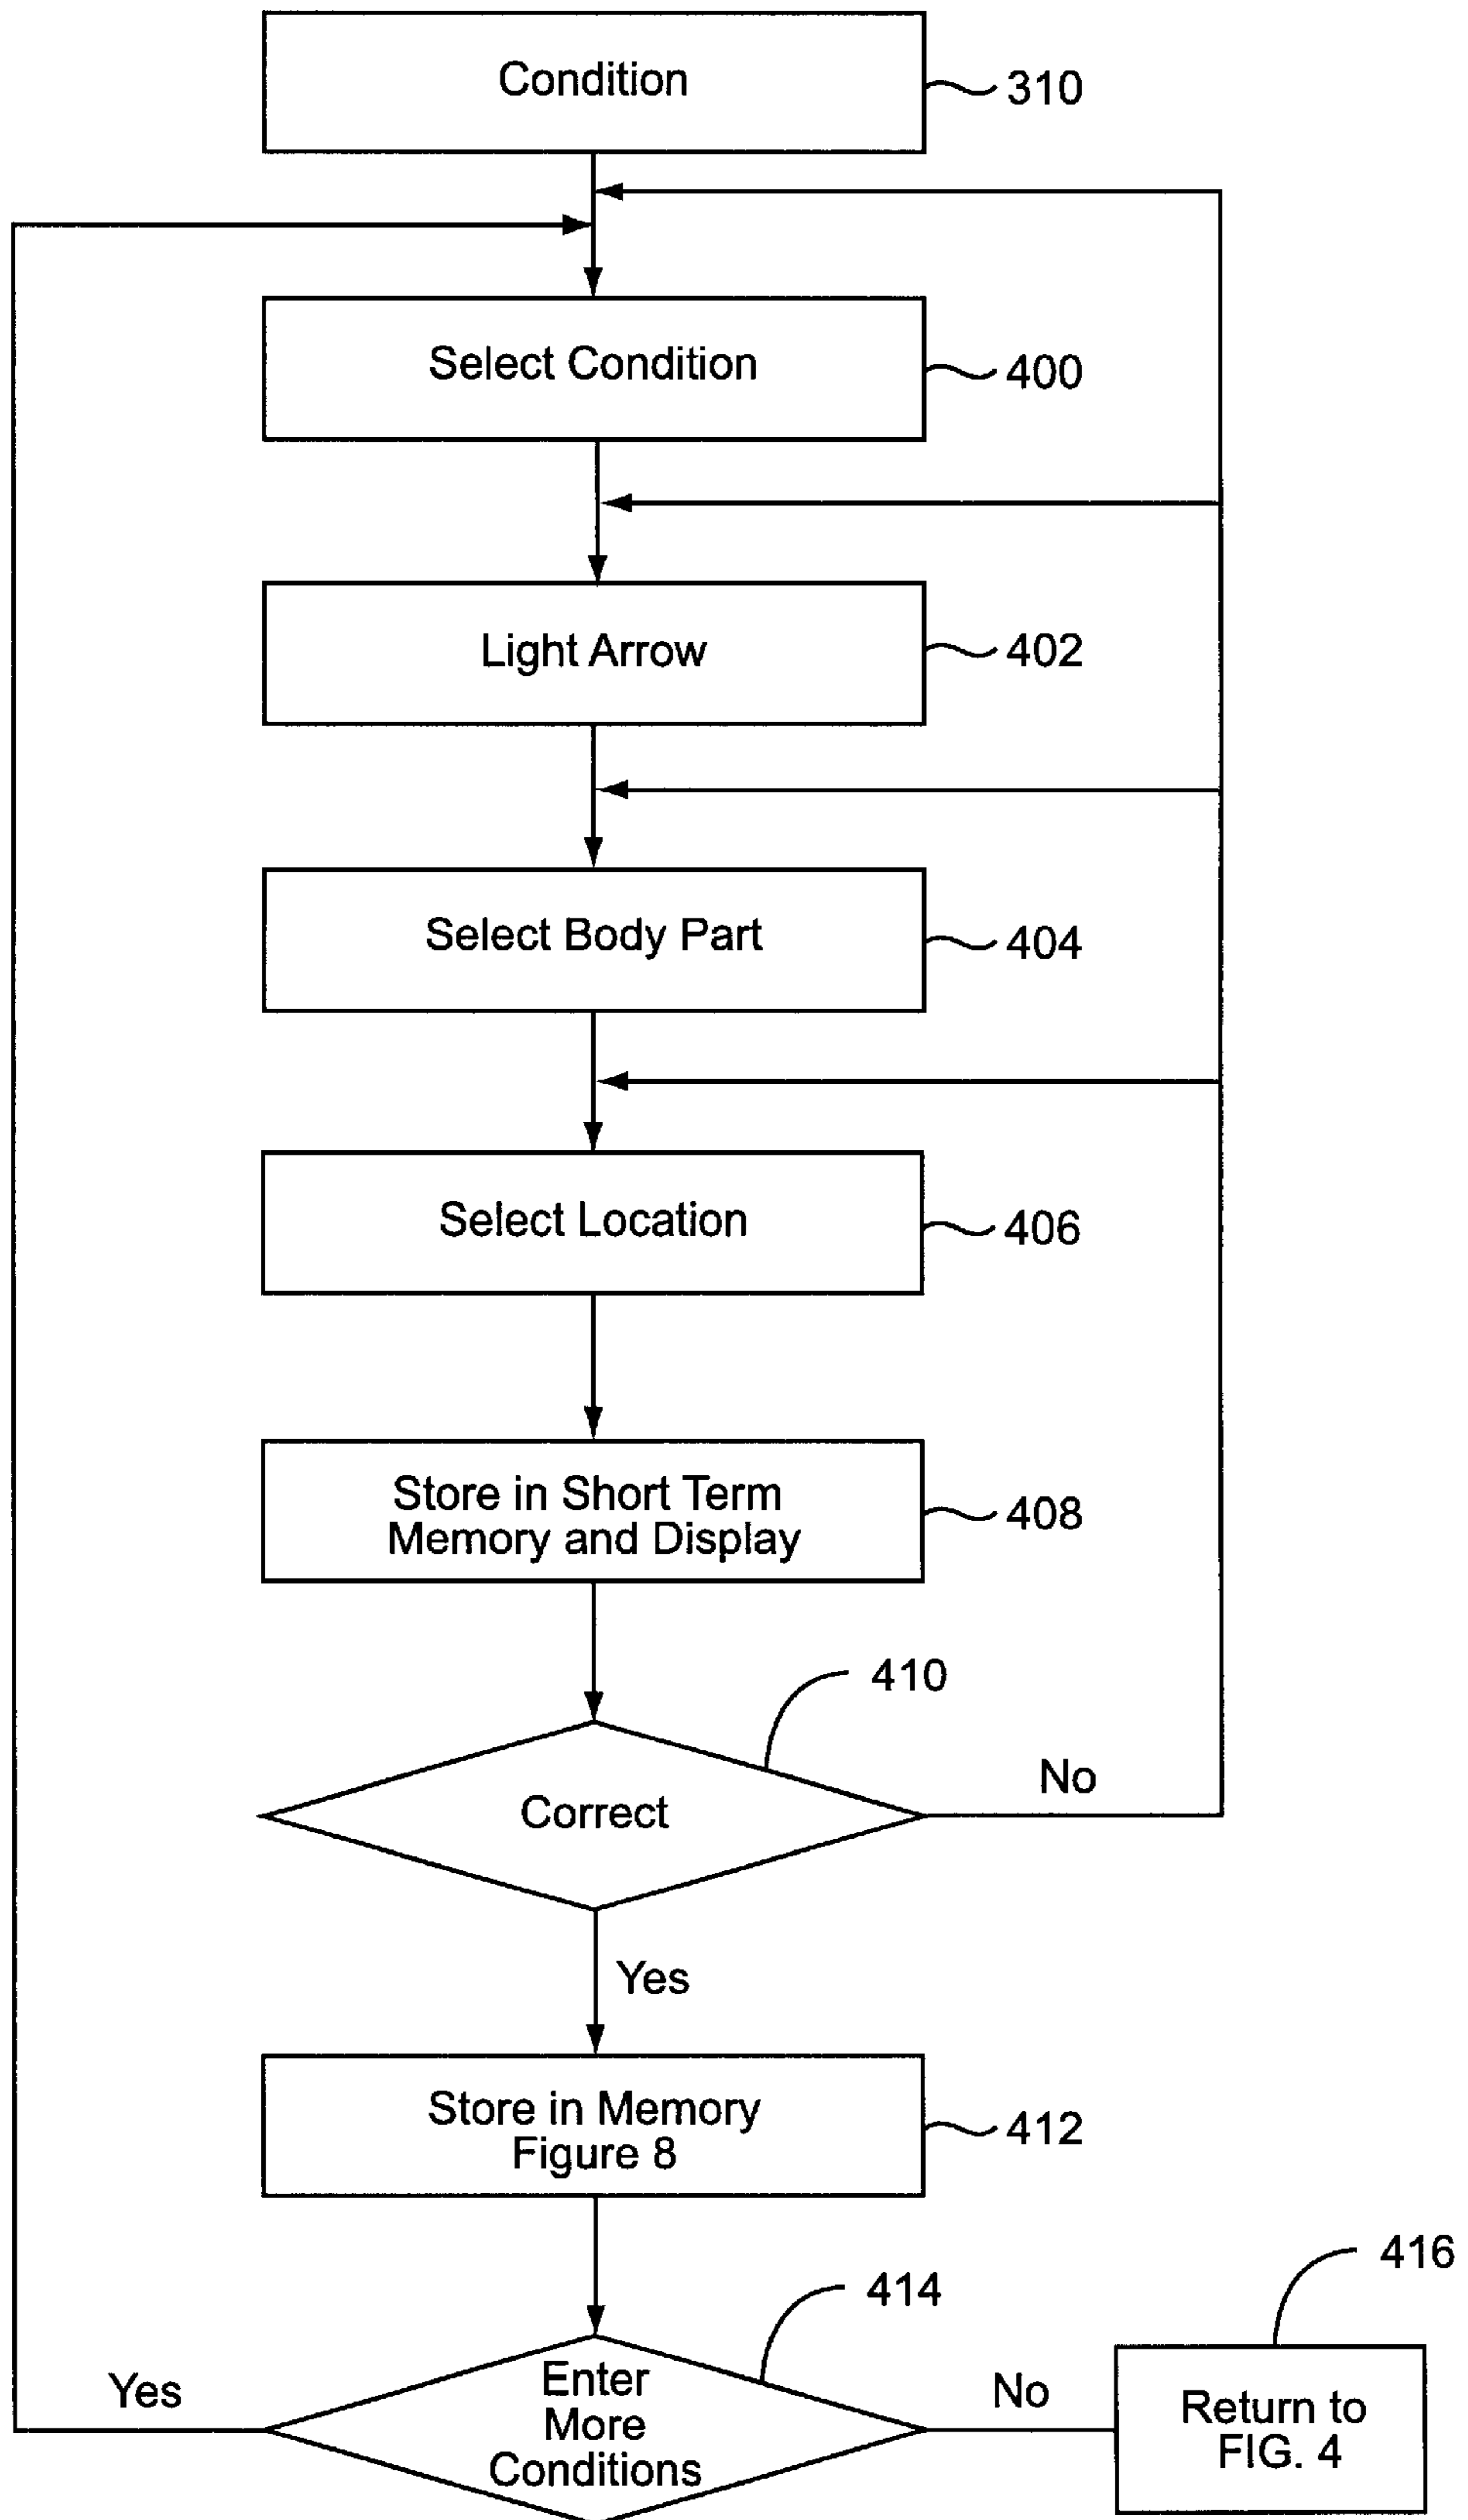 Condition
310
Select Condition
400
Light Arrow
402
Select Body Part
404
Select Location
406
Store in Short Term
Memory and Display
408
410
Correct
No
Yes
Store in Memory
Figure 8
412
416
414
Yes
Enter
More
Conditions
No
Return to
FIG. 4